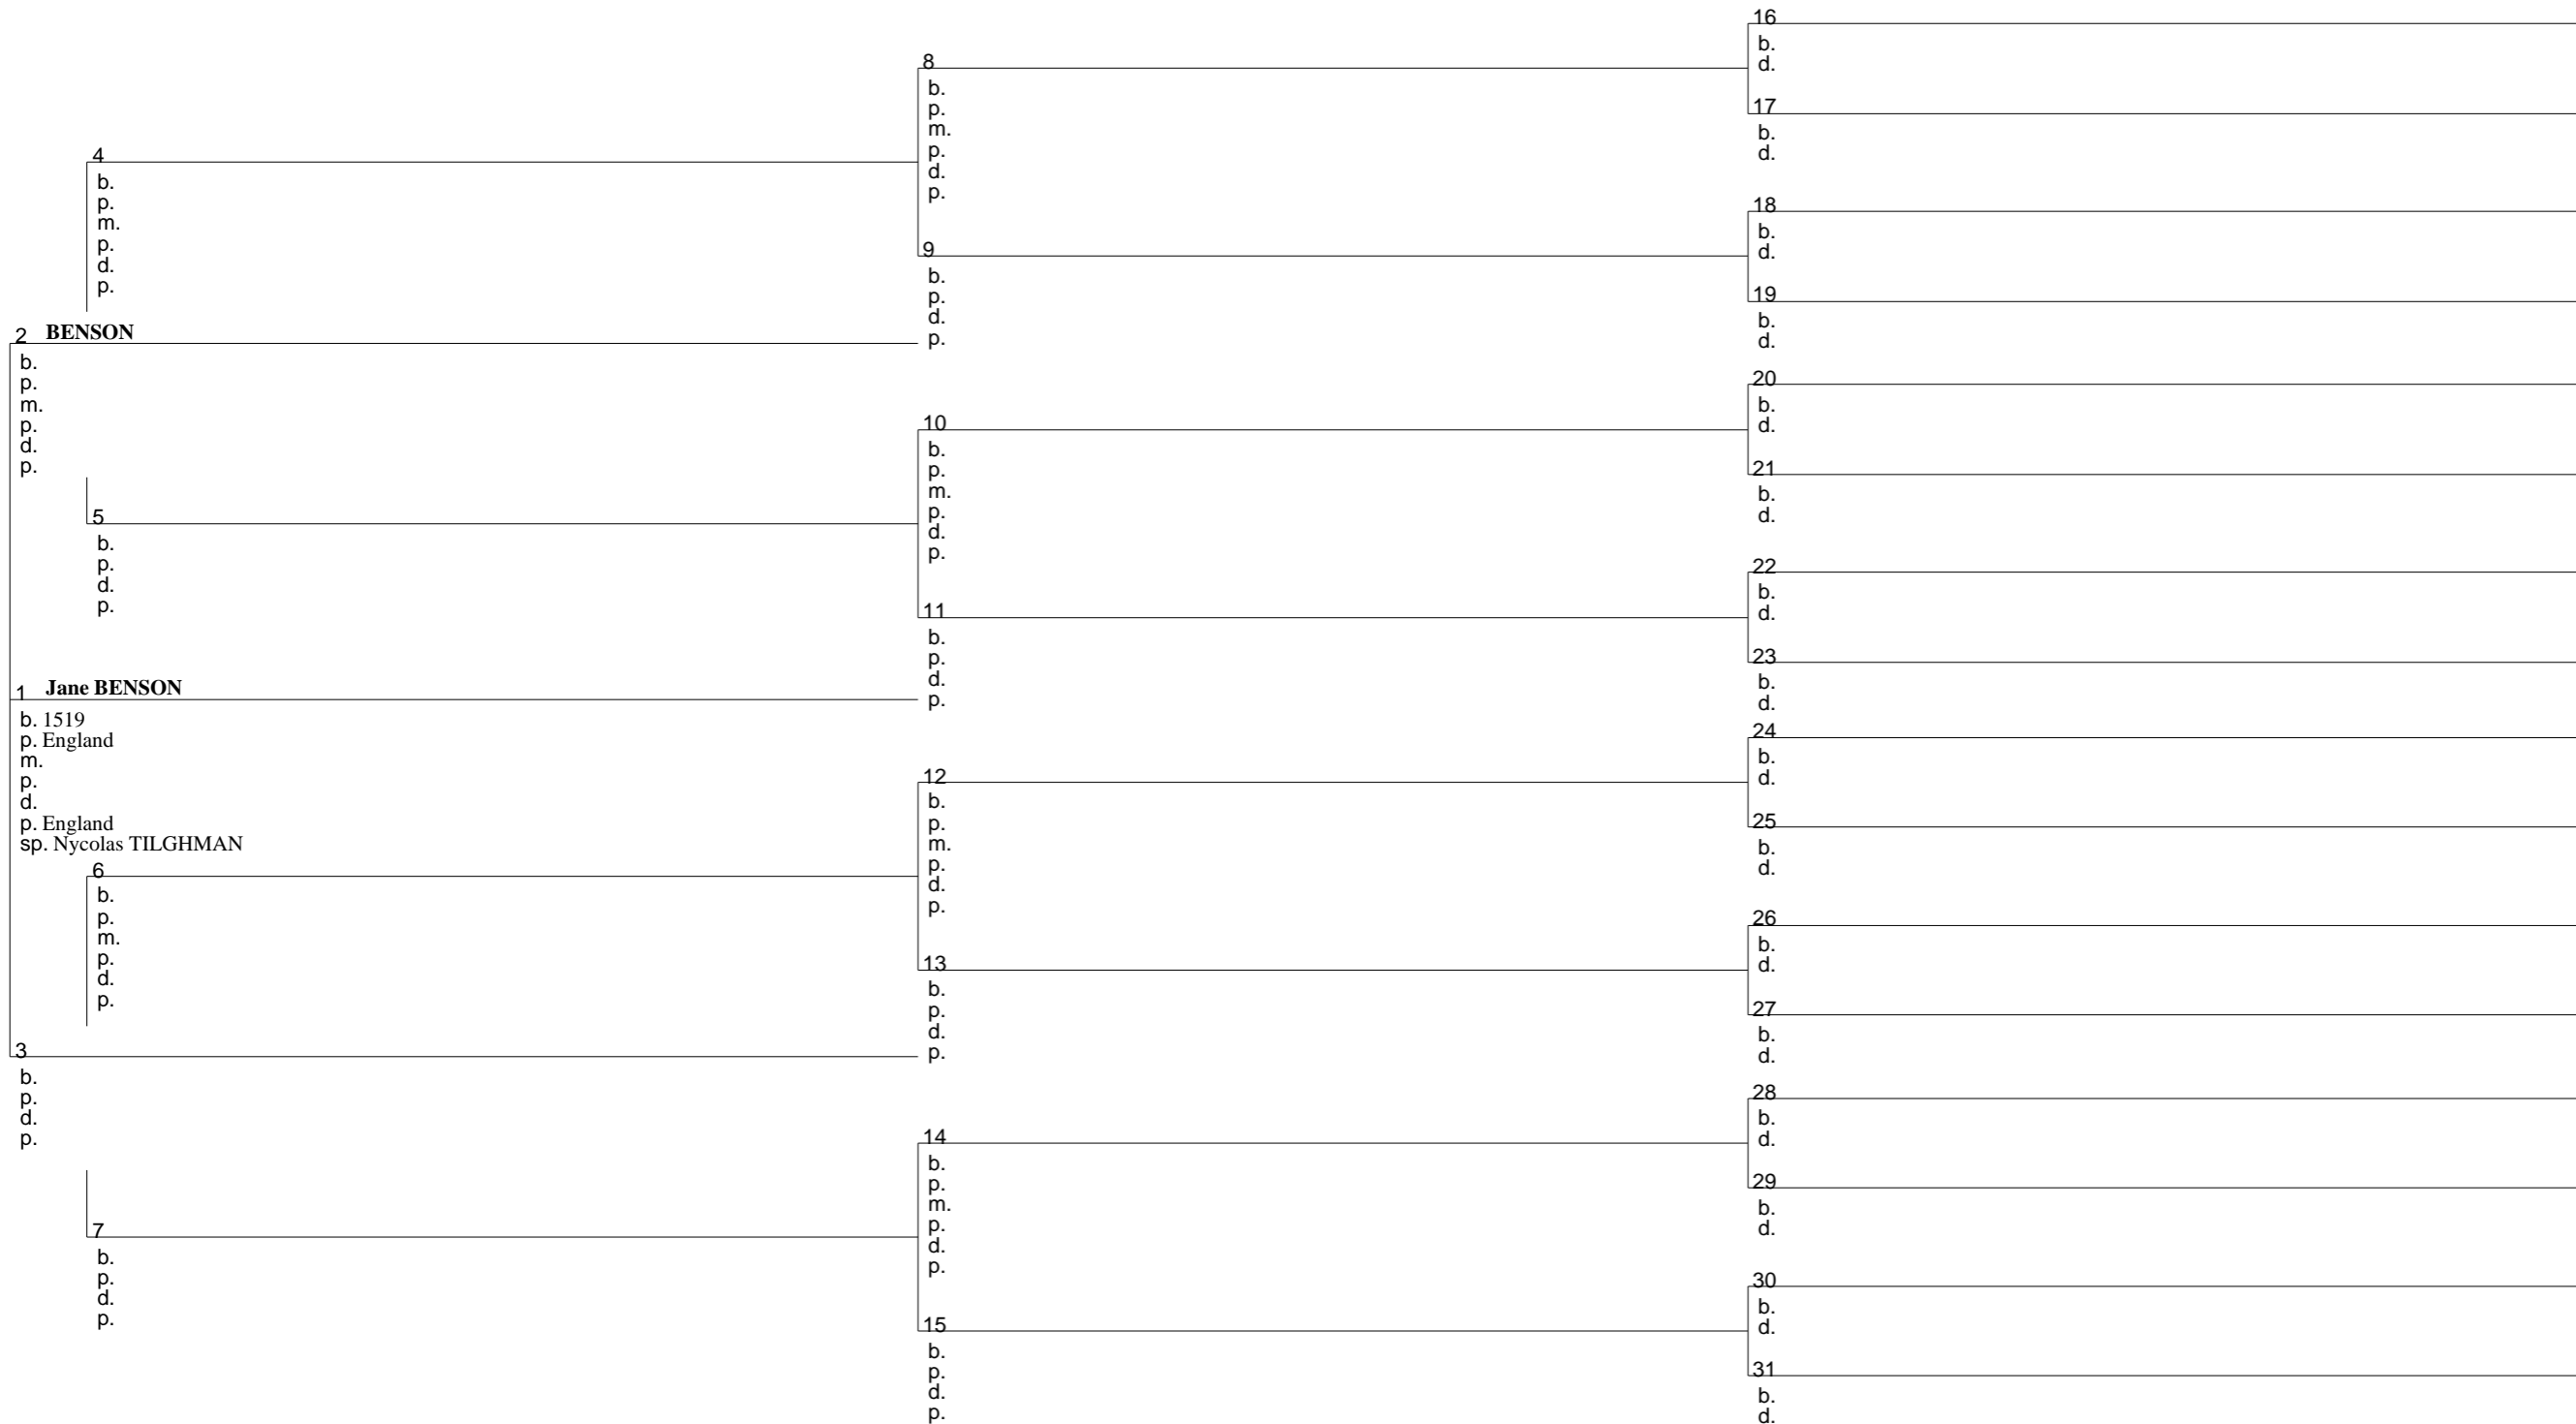 16
b.
d.
8
b.
p.
m.
p.
d.
p.
17
b.
d.
4
b.
p.
m.
p.
d.
p.
18
b.
d.
9
b.
p.
d.
p.
19
b.
d.
2 BENSON
b.
p.
m.
p.
d.
p.
20
b.
d.
10
b.
p.
m.
p.
d.
p.
21
b.
d.
5
b.
p.
d.
p.
22
b.
d.
11
b.
p.
d.
p.
23
b.
d.
1 Jane BENSON
b. 1519
p. England
m.
p.
d.
p. England
sp. Nycolas TILGHMAN
24
b.
d.
12
b.
p.
m.
p.
d.
p.
25
b.
d.
6
b.
p.
m.
p.
d.
p.
26
b.
d.
13
b.
p.
d.
p.
27
b.
d.
3
b.
p.
d.
p.
28
b.
d.
14
b.
p.
m.
p.
d.
p.
29
b.
d.
7
b.
p.
d.
p.
30
b.
d.
15
b.
p.
d.
p.
31
b.
d.